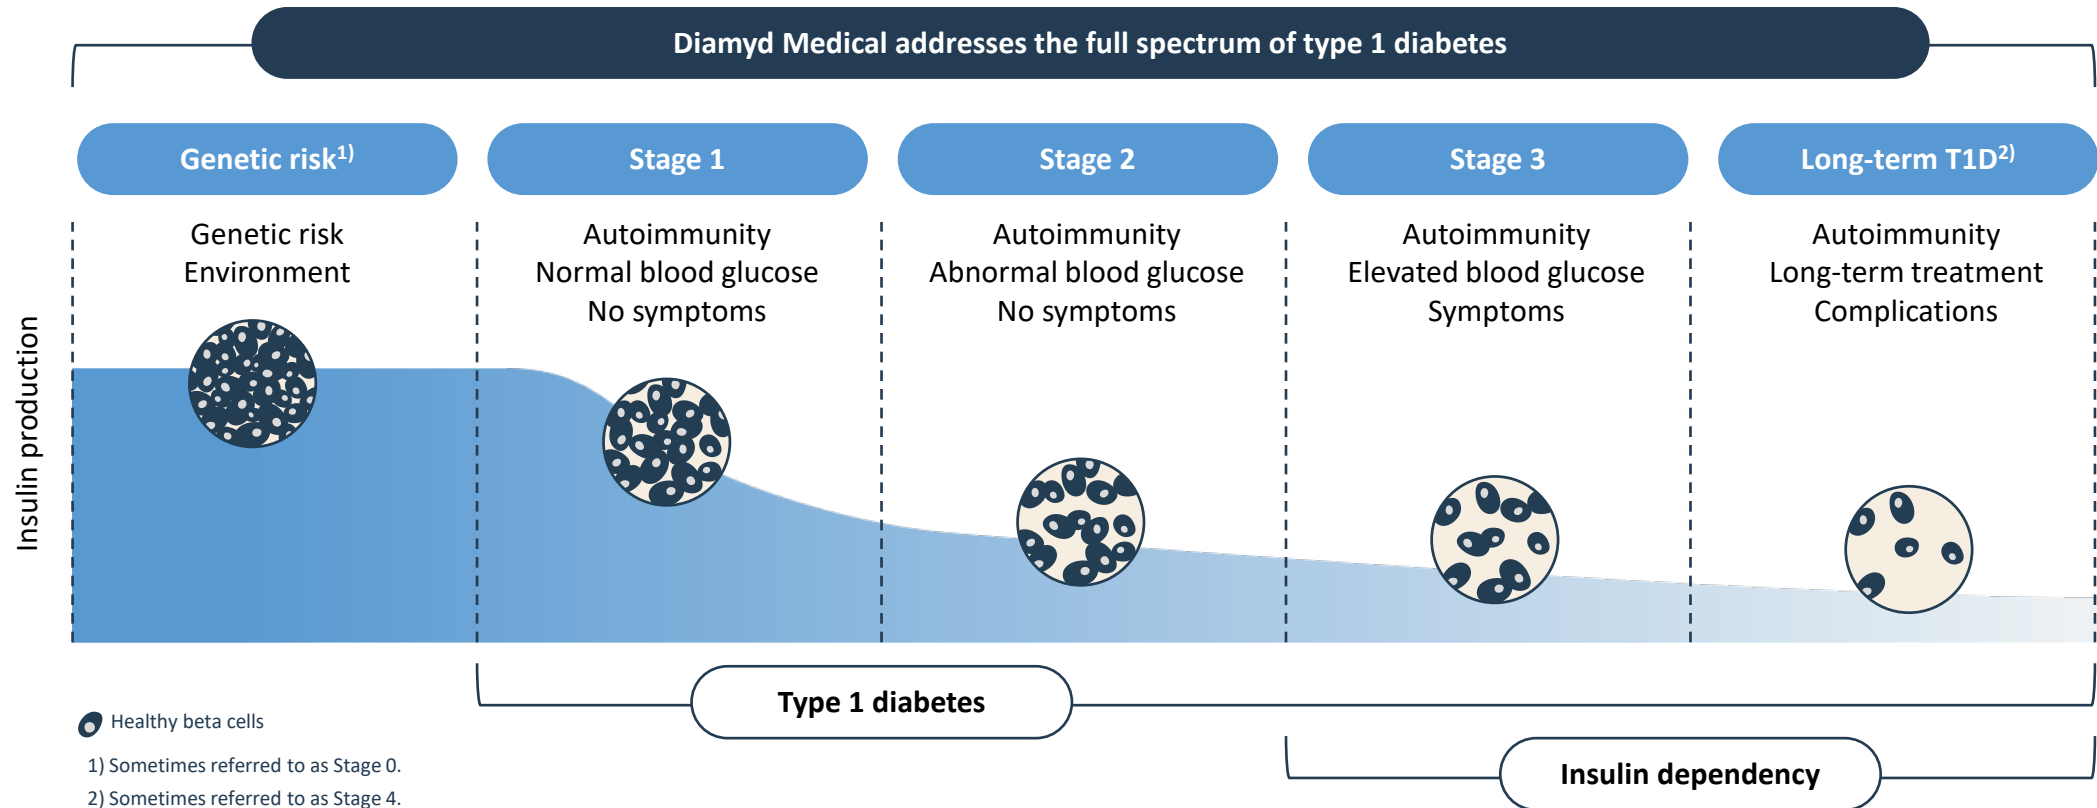 Diamyd Medical addresses the full spectrum of type 1 diabetes
Genetic risk1)
Stage 1
Stage 2
Stage 3
Long-term T1D2)
Genetic risk
Environment
Autoimmunity
Normal blood glucose
No symptoms
Autoimmunity
Abnormal blood glucose
No symptoms
Autoimmunity
Elevated blood glucose
Symptoms
Autoimmunity
Long-term treatment
Complications
Insulin production
Type 1 diabetes
Insulin dependency
Healthy beta cells
1) Sometimes referred to as Stage 0.
2) Sometimes referred to as Stage 4.